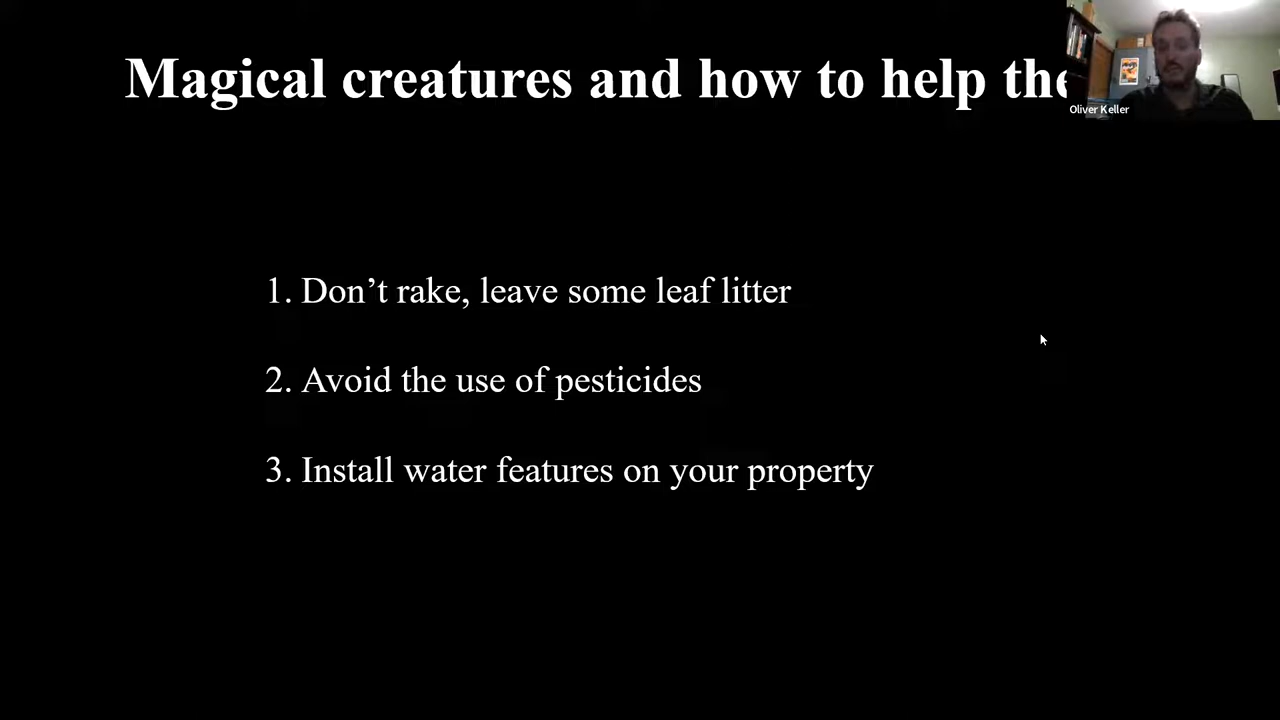 Magical creatures and how to help the
Oliver Keller
1. Don’t rake, leave some leaf litter
2. Avoid the use of pesticides
3. Install water features on your property